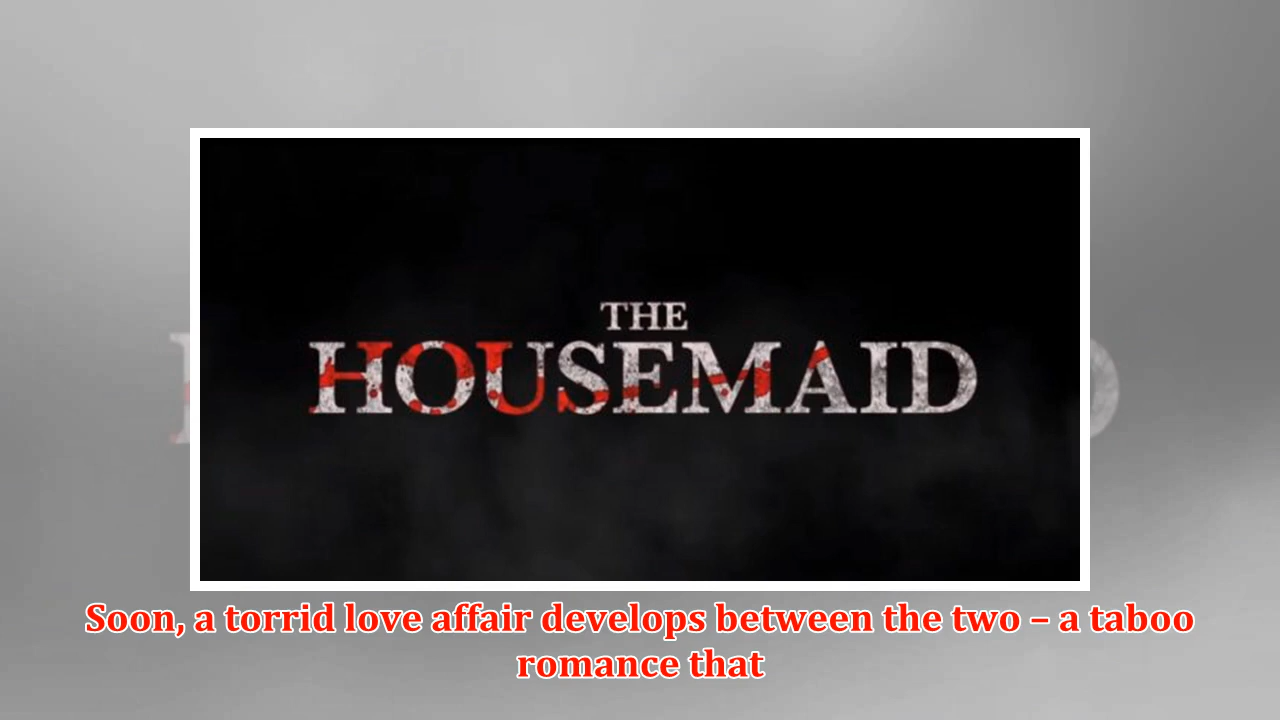 THE
HOUSEMAID
Soon, a torrid love affair develops between the two – a taboo
romance that